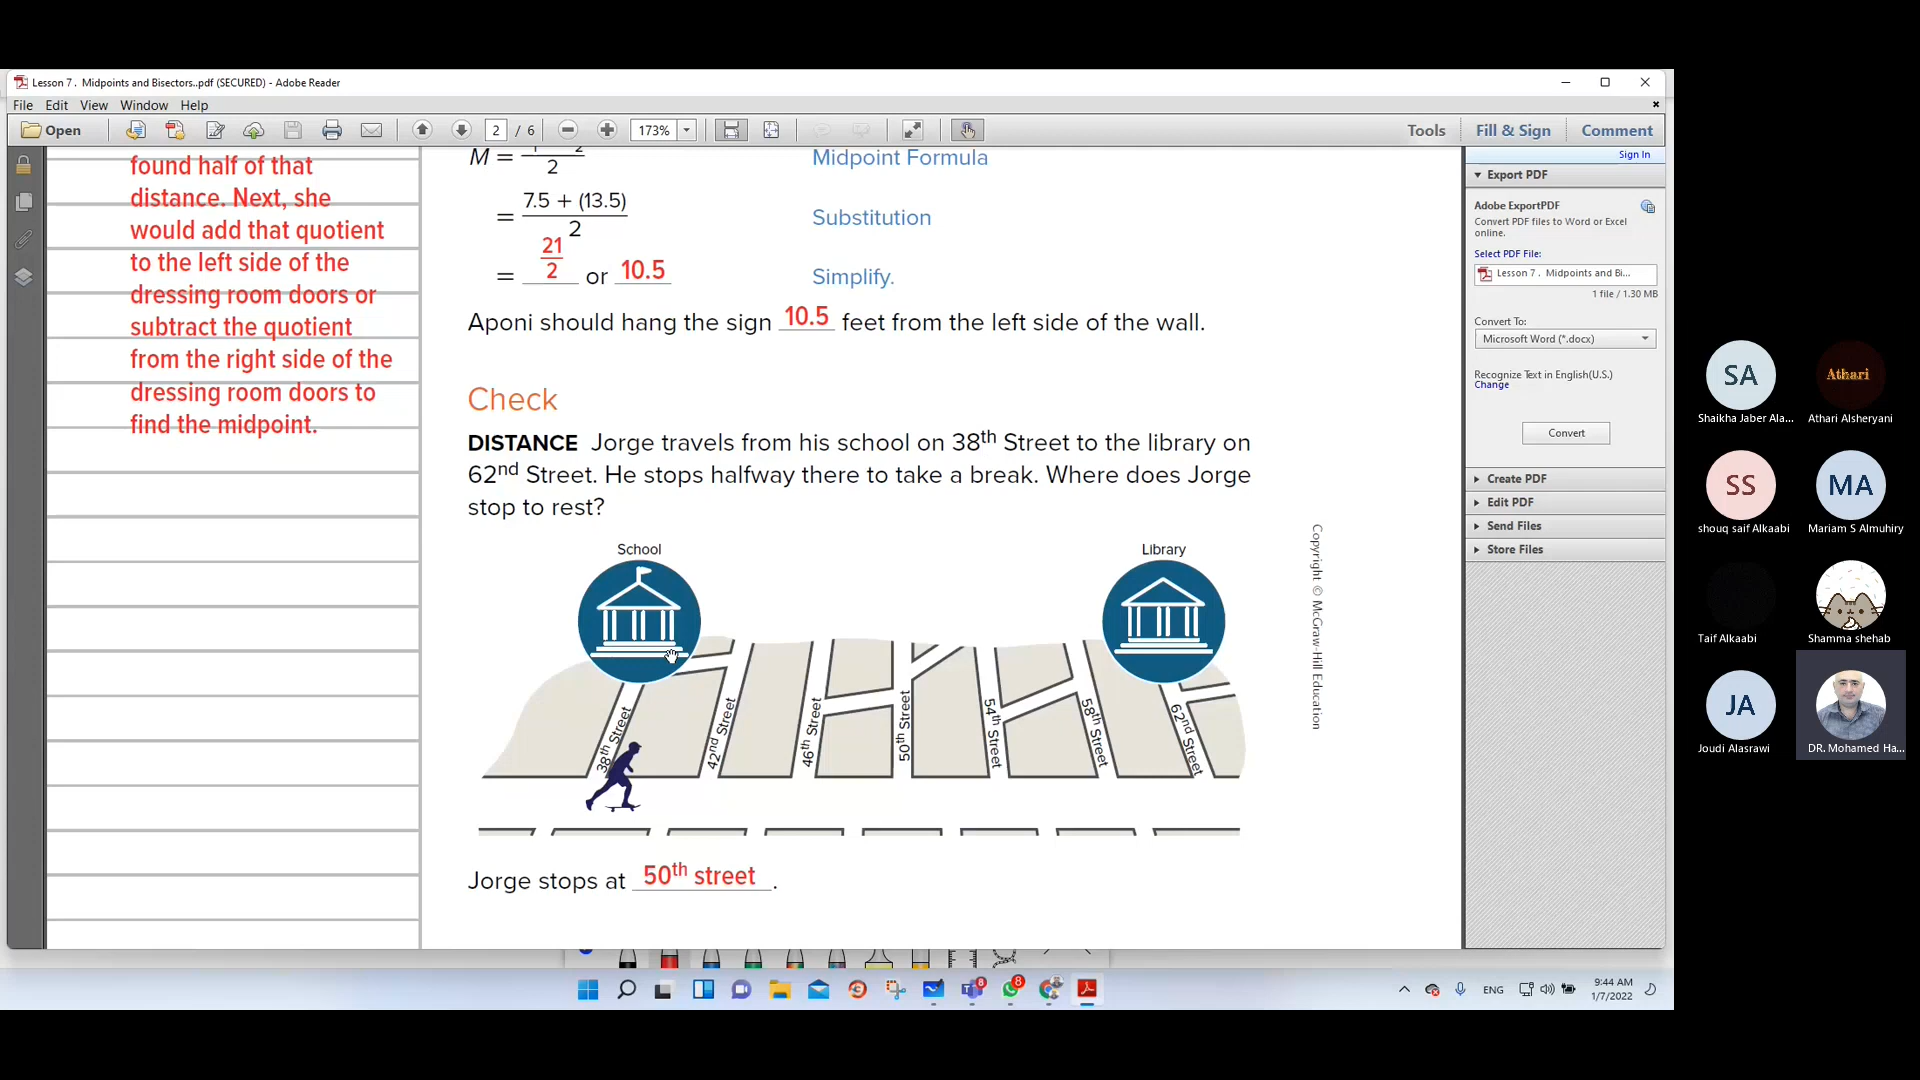 Lesson 7 .  Midpoints and Bisectors..pdf (SECURED) - Adobe Reader
File Edit View Window Help
Open 2 / 6 173% Tools Fill & Sign Comment
found half of that
distance. Next, she
would add that quotient
to the left side of the
dressing room doors or
subtract the quotient
from the right side of the
dressing room doors to
find the midpoint.
M = 2 Midpoint Formula
= 7.5 + (13.5) / 2 Substitution
= 21/2 or 10.5 Simplify.
Aponi should hang the sign 10.5 feet from the left side of the wall.
Check
DISTANCE Jorge travels from his school on 38th Street to the library on
62nd Street. He stops halfway there to take a break. Where does Jorge
stop to rest?
School
Library
38th Street
42nd Street
46th Street
50th Street
54th Street
58th Street
62nd Street
Jorge stops at 50th street.
Copyright © McGraw-Hill Education
Sign In
Export PDF
Adobe ExportPDF
Convert PDF files to Word or Excel
online.
Select PDF File:
Lesson 7 .  Midpoints and Bi...
1 file / 1.30 MB
Convert To:
Microsoft Word (*.docx)
Recognize Text in English(U.S.)
Change
Convert
Create PDF
Edit PDF
Send Files
Store Files
SA
Shaikha Jaber Ala...
Athari
Athari Alsheryani
SS
shouq saif Alkaabi
MA
Mariam S Almuhiry
Taif Alkaabi
Shamma shehab
JA
Joudi Alasrawi
DR. Mohamed Ha...
8
8
ENG
9:44 AM
1/7/2022